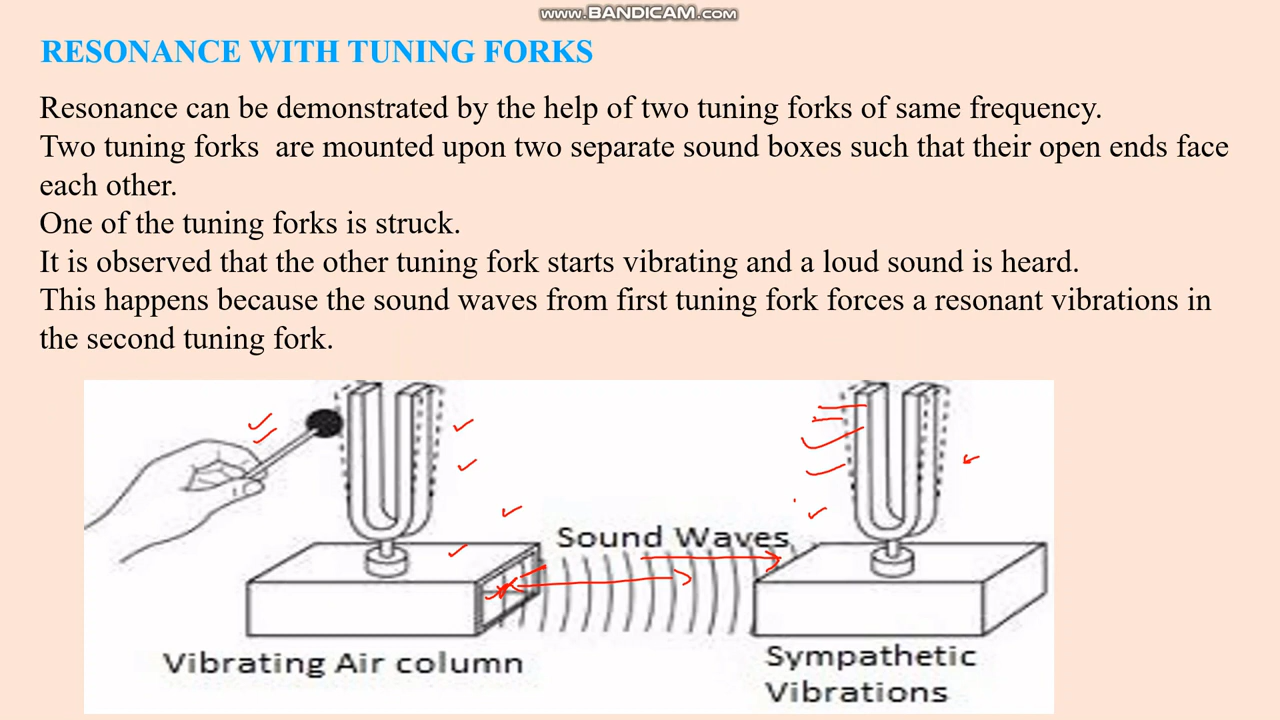 www.BANDICAM.com
RESONANCE WITH TUNING FORKS
Resonance can be demonstrated by the help of two tuning forks of same frequency.
Two tuning forks are mounted upon two separate sound boxes such that their open ends face
each other.
One of the tuning forks is struck.
It is observed that the other tuning fork starts vibrating and a loud sound is heard.
This happens because the sound waves from first tuning fork forces a resonant vibrations in
the second tuning fork.
Sound Waves
Vibrating Air column
Sympathetic
Vibrations